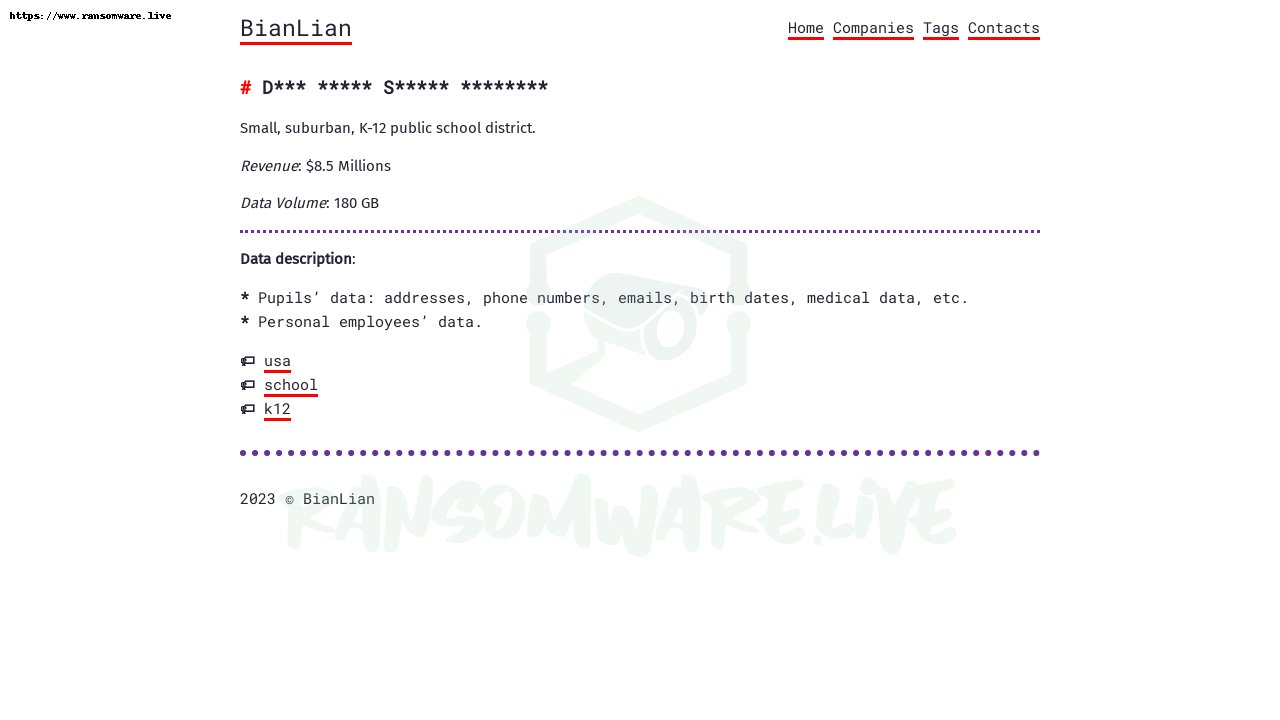 https://www.ransomware.live
BianLian
Home Companies Tags Contacts
# D*** ***** S***** ********
Small, suburban, K-12 public school district.
Revenue: $8.5 Millions
Data Volume: 180 GB
Data description:
* Pupils’ data: addresses, phone numbers, emails, birth dates, medical data, etc.
* Personal employees’ data.
usa
school
k12
RANSOMWARE.LIVE
2023 © BianLian